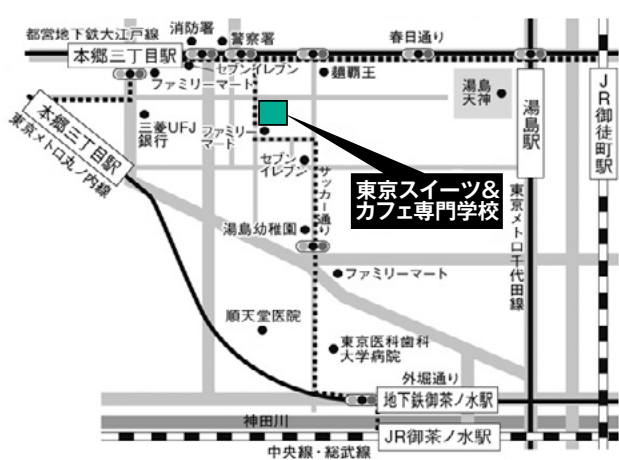 消防署
都営地下鉄大江戸線
警察署
春日通り
本郷三丁目駅
セブンイレブン
ファミリーマート
麺覇王
湯島
天神
湯島駅
JR御徒町駅
本郷三丁目駅
東京メトロ丸ノ内線
三菱UFJ
銀行
ファミリー
マート
セブン
イレブン
サッカー通り
東京スイーツ&
カフェ専門学校
東京メトロ千代田線
湯島幼稚園
ファミリーマート
順天堂医院
東京医科歯科
大学病院
外堀通り
地下鉄御茶ノ水駅
神田川
JR御茶ノ水駅
中央線・総武線